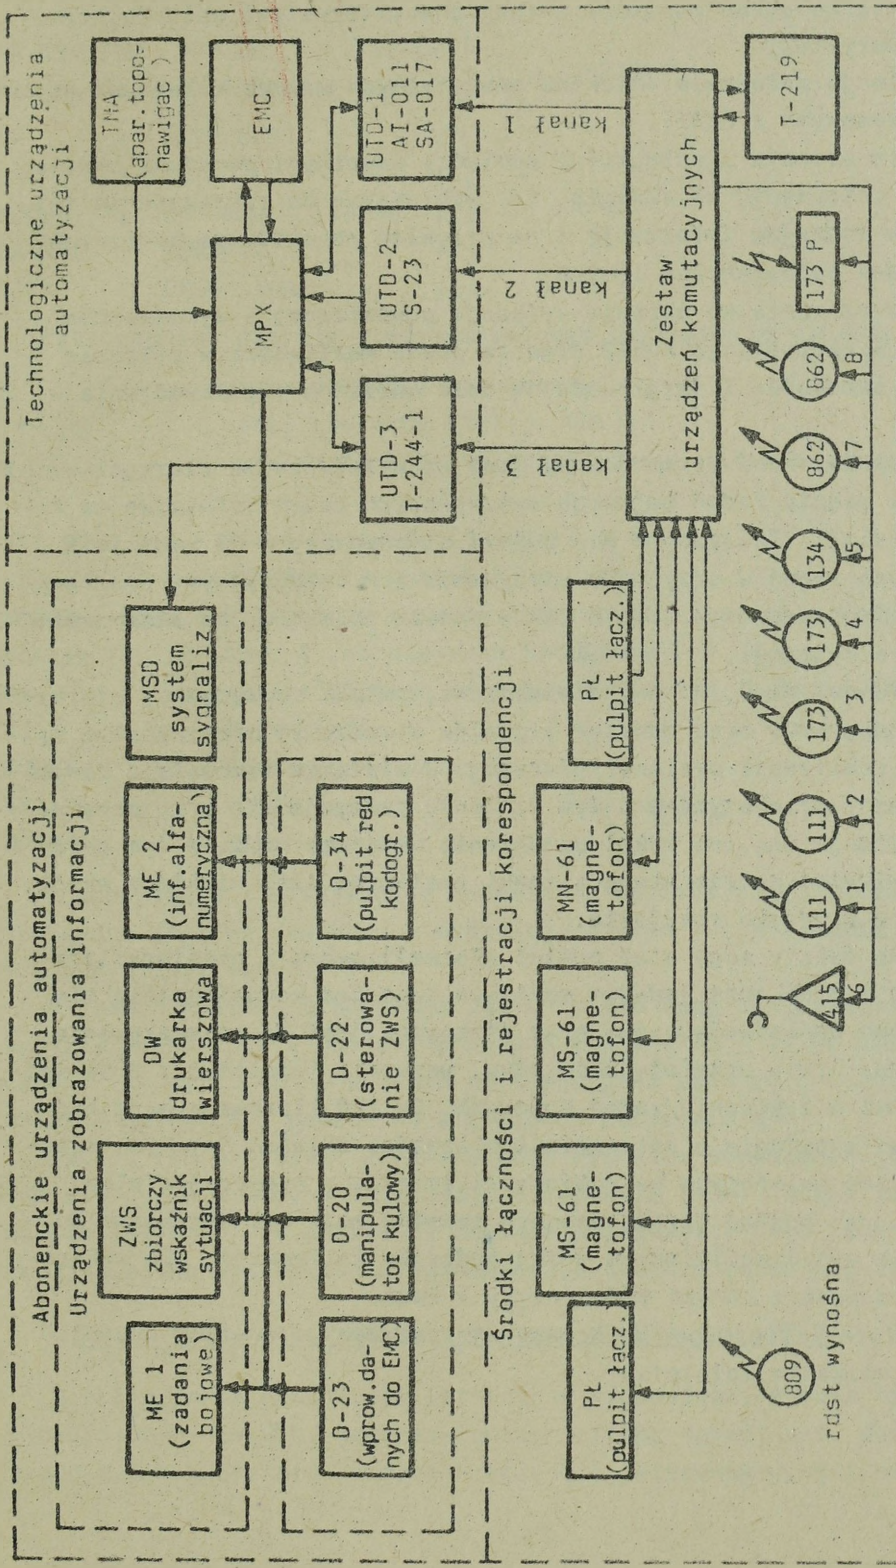 Abonenckie urządzenia automatyzacji
Urządzenia zobrazowania informacji
ME 1
(zadania
bojowe)
ZWS
zbiorczy
wskaźnik
sytuacji
DW
drukarka
wierszowa
ME 2
(inf.alfa-
numeryczna)
MSD
system
sygnaliz.
D-23
(wprow.da-
nych do EMC)
D-20
(manipula-
tor kulowy)
D-22
(sterowa-
nie ZWS)
D-34
(pulpit red
kodogr.)
Technologiczne urządzenia
automatyzacji
TNA
(apar.topo-
nawigac )
EMC
MPX
UTD-3
T-244-1
UTD-2
S-23
UTD-1
AI-011
SA-017
kanał 3
kanał 2
kanał 1
Środki łączności i rejestracji korespondencji
PŁ
(pulpit łącz.)
MS-61
(magne-
tofon)
MS-61
(magne-
tofon)
MN-61
(magne-
tofon)
PŁ
(pulpit łącz.)
Zestaw
urządzeń komutacyjnych
T-219
809
rdst wynośna
415
6
111
1
111
2
173
3
173
4
134
5
862
7
862
8
173 P